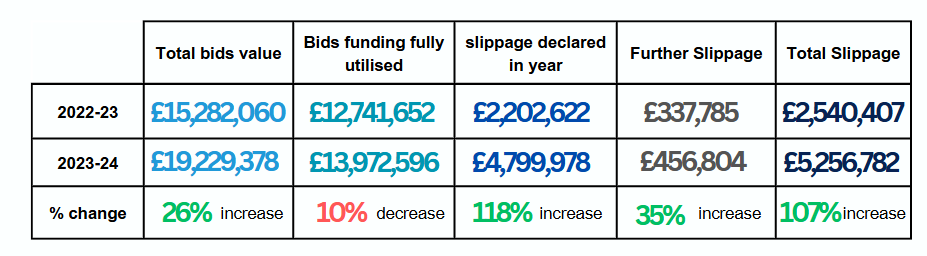 Total bids value Bids funding fully utilised slippage declared in year Further Slippage Total Slippage
2022-23 £15,282,060 £12,741,652 £2,202,622 £337,785 £2,540,407
2023-24 £19,229,378 £13,972,596 £4,799,978 £456,804 £5,256,782
% change 26% increase 10% decrease 118% increase 35% increase 107% increase